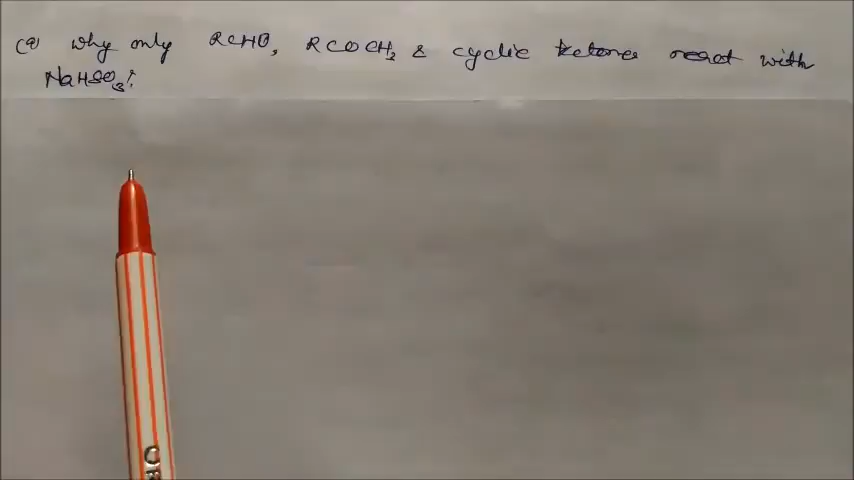 (Q) why only RCHO, RCOCH3 & cyclic ketones react with
NaHSO3?